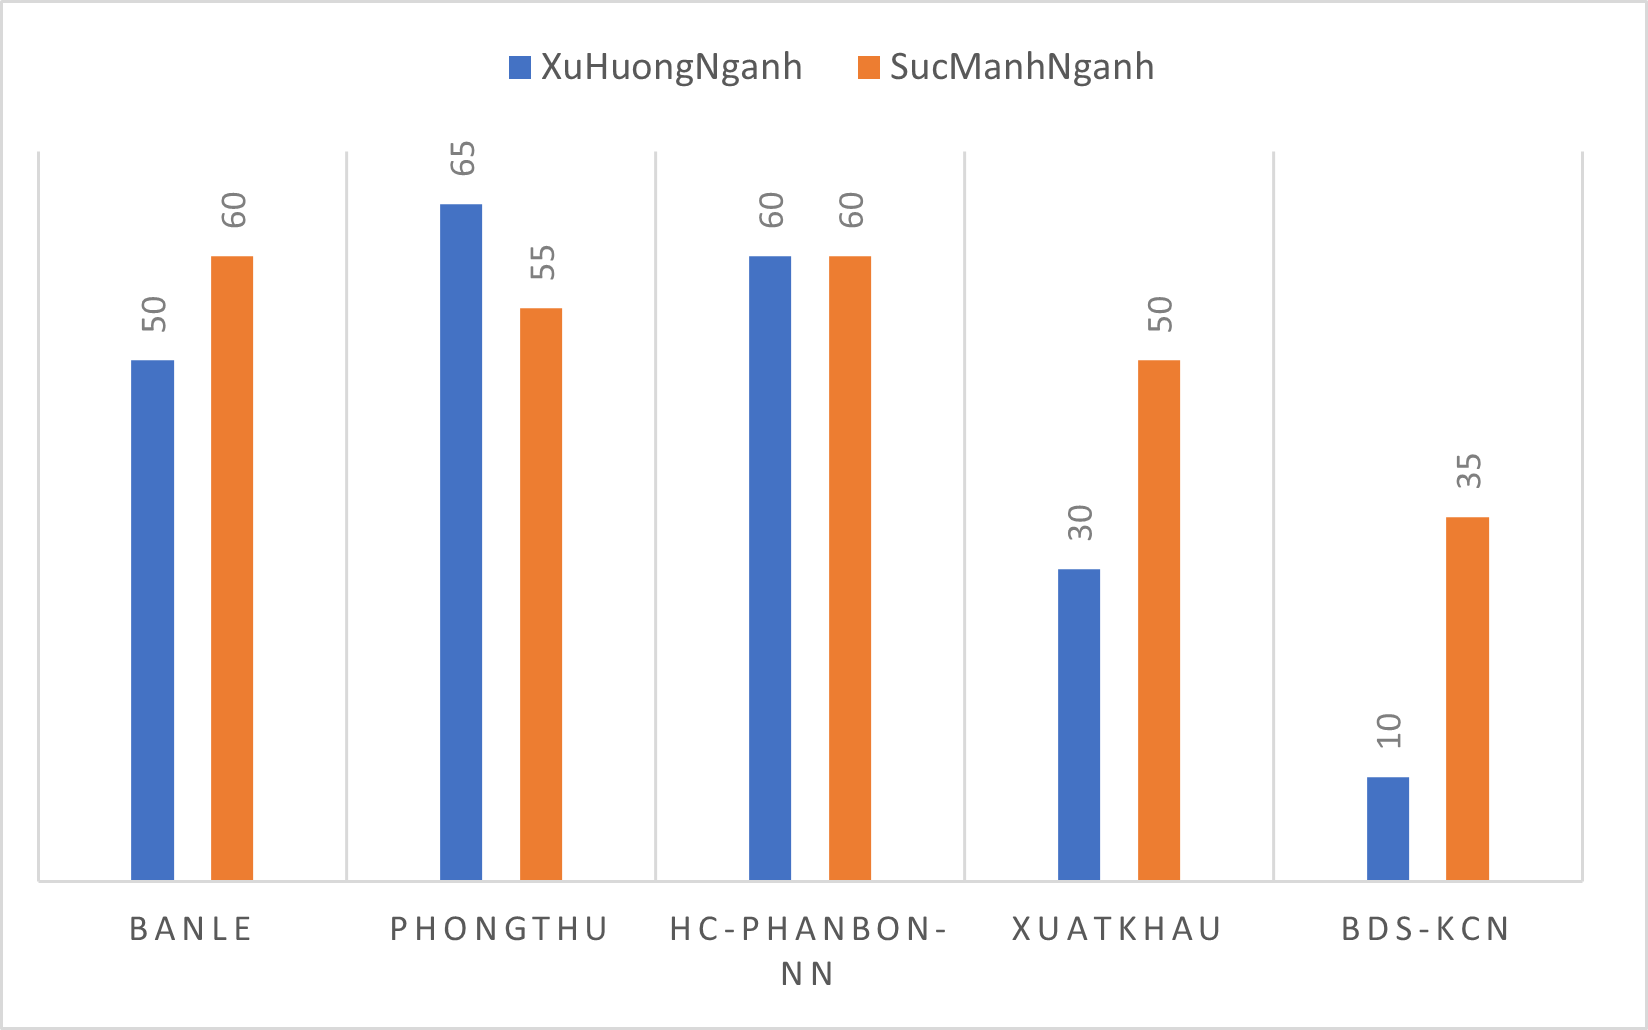 XuHuongNganh SucManhNganh
50 60 65 55 60 60 30 50 10 35
BANLE PHONGTHU HC-PHANBON- XUATKHAU BDS-KCN
NN